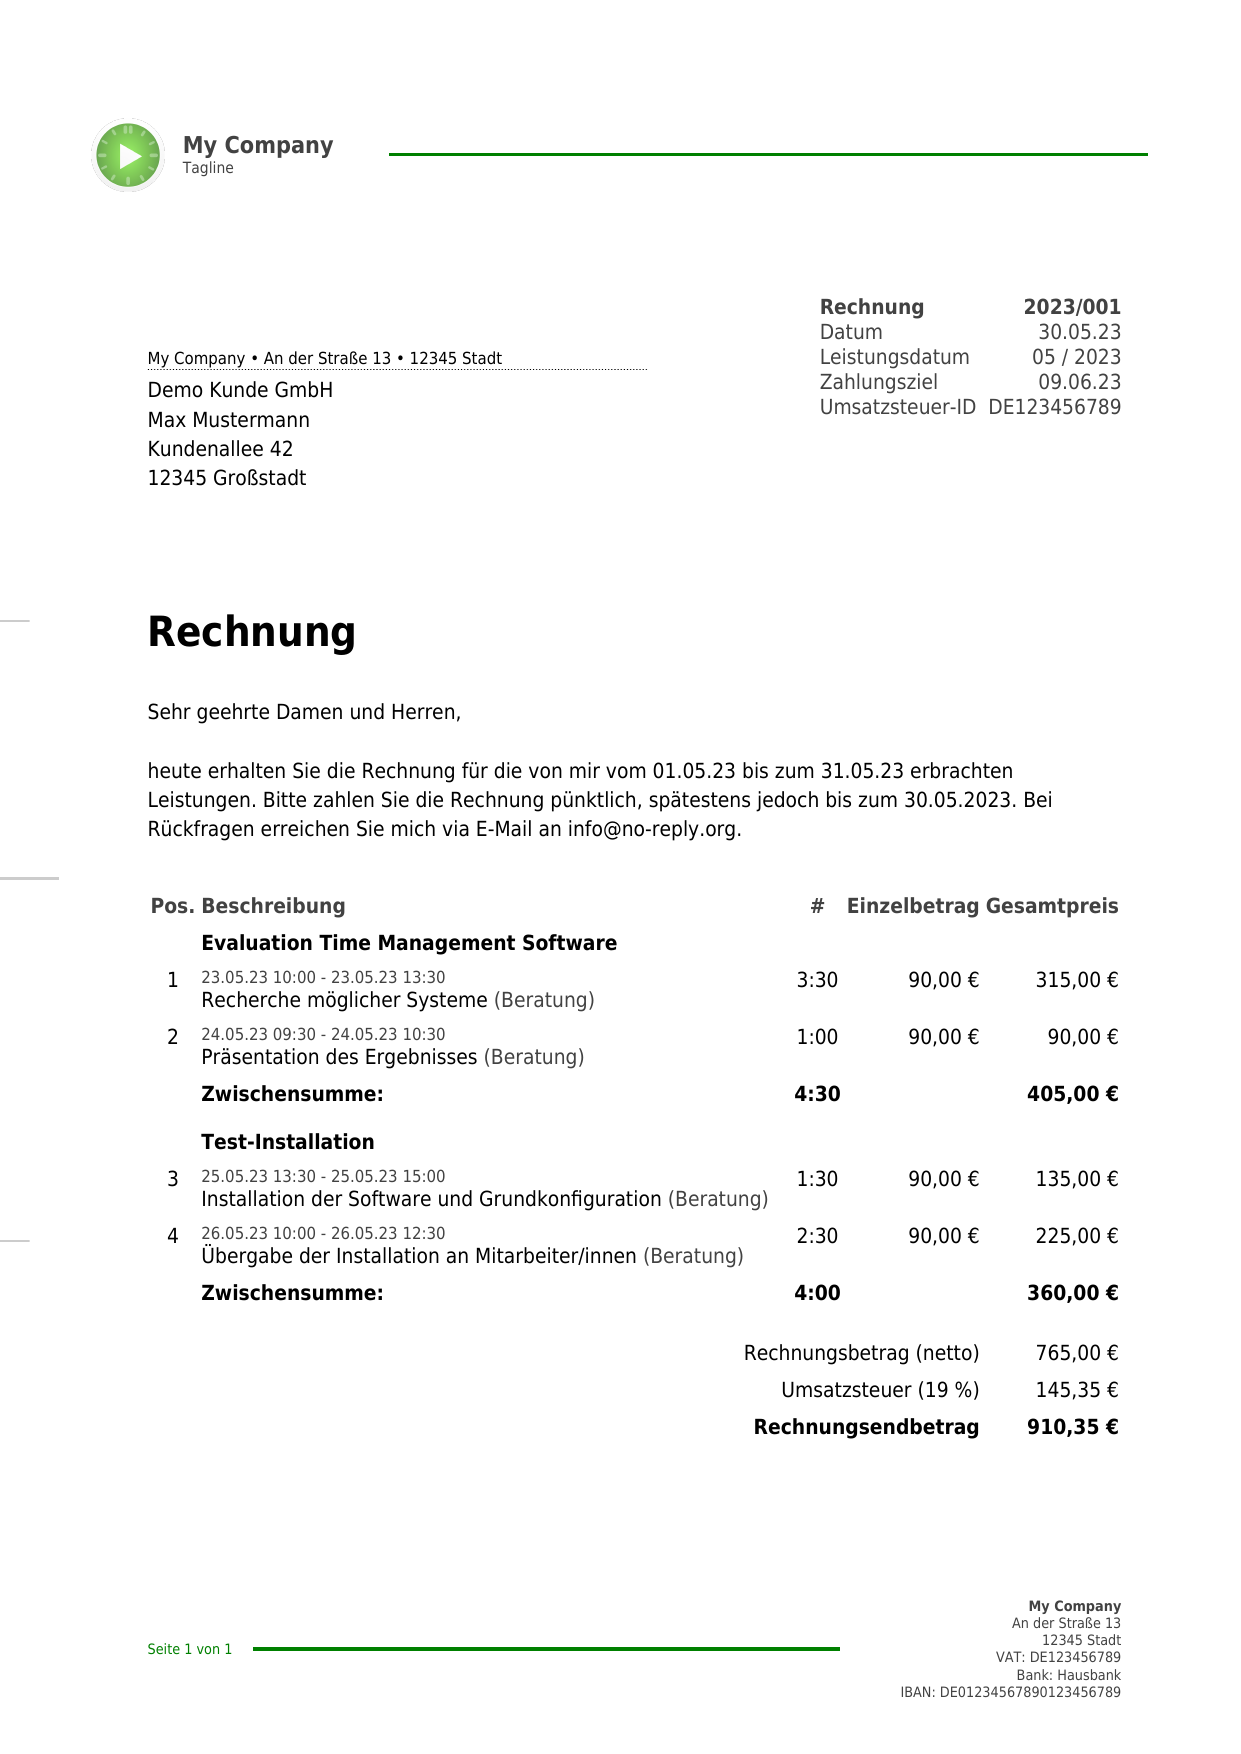 My Company
Tagline
Rechnung 2023/001
Datum 30.05.23
Leistungsdatum 05 / 2023
Zahlungsziel 09.06.23
Umsatzsteuer-ID DE123456789
My Company • An der Straße 13 • 12345 Stadt
Demo Kunde GmbH
Max Mustermann
Kundenallee 42
12345 Großstadt
Rechnung
Sehr geehrte Damen und Herren,
heute erhalten Sie die Rechnung für die von mir vom 01.05.23 bis zum 31.05.23 erbrachten
Leistungen. Bitte zahlen Sie die Rechnung pünktlich, spätestens jedoch bis zum 30.05.2023. Bei
Rückfragen erreichen Sie mich via E-Mail an info@no-reply.org.
Pos. Beschreibung # Einzelbetrag Gesamtpreis
Evaluation Time Management Software
1 23.05.23 10:00 - 23.05.23 13:30 3:30 90,00 € 315,00 €
Recherche möglicher Systeme (Beratung)
2 24.05.23 09:30 - 24.05.23 10:30 1:00 90,00 € 90,00 €
Präsentation des Ergebnisses (Beratung)
Zwischensumme: 4:30 405,00 €
Test-Installation
3 25.05.23 13:30 - 25.05.23 15:00 1:30 90,00 € 135,00 €
Installation der Software und Grundkonfiguration (Beratung)
4 26.05.23 10:00 - 26.05.23 12:30 2:30 90,00 € 225,00 €
Übergabe der Installation an Mitarbeiter/innen (Beratung)
Zwischensumme: 4:00 360,00 €
Rechnungsbetrag (netto) 765,00 €
Umsatzsteuer (19 %) 145,35 €
Rechnungsendbetrag 910,35 €
Seite 1 von 1
My Company
An der Straße 13
12345 Stadt
VAT: DE123456789
Bank: Hausbank
IBAN: DE01234567890123456789